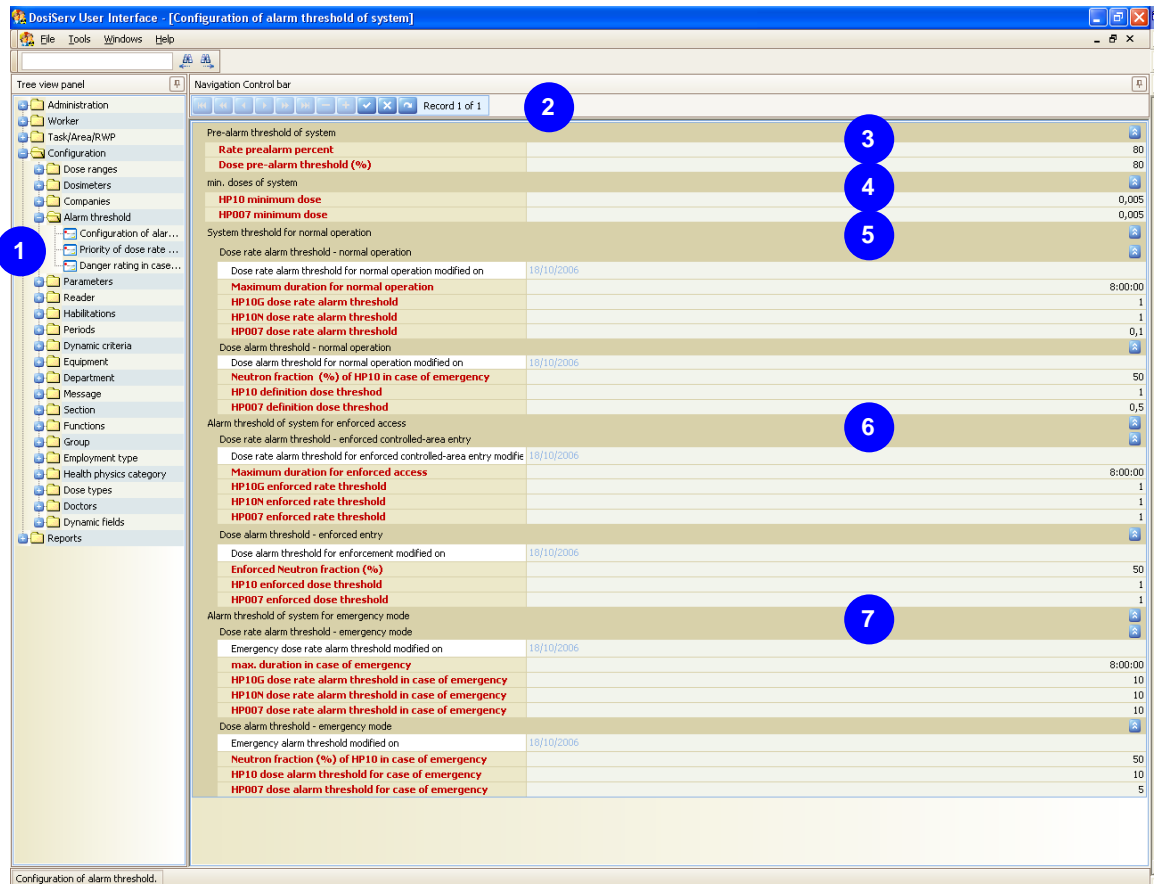 DosiServ User Interface - [Configuration of alarm threshold of system]
File Tools Windows Help
Tree view panel
Navigation Control bar
Administration
Worker
Task/Area/RWP
Configuration
Dose ranges
Dosimeters
Companies
Alarm threshold
Configuration of alar...
Priority of dose rate ...
Danger rating in case...
Parameters
Reader
Habilitations
Periods
Dynamic criteria
Equipment
Department
Message
Section
Functions
Group
Employment type
Health physics category
Dose types
Doctors
Dynamic fields
Reports
1
Record 1 of 1
2
Pre-alarm threshold of system
3
Rate prealarm percent 80
Dose pre-alarm threshold (%) 80
min. doses of system
4
HP10 minimum dose 0,005
HP007 minimum dose 0,005
System threshold for normal operation
5
Dose rate alarm threshold - normal operation
Dose rate alarm threshold for normal operation modified on 18/10/2006
Maximum duration for normal operation 8:00:00
HP10G dose rate alarm threshold 1
HP10N dose rate alarm threshold 1
HP007 dose rate alarm threshold 0,1
Dose alarm threshold - normal operation
Dose alarm threshold for normal operation modified on 18/10/2006
Neutron fraction (%) of HP10 in case of emergency 50
HP10 definition dose threshod 1
HP007 definition dose threshod 0,5
Alarm threshold of system for enforced access
6
Dose rate alarm threshold - enforced controlled-area entry
Dose rate alarm threshold for enforced controlled-area entry modifie 18/10/2006
Maximum duration for enforced access 8:00:00
HP10G enforced rate threshold 1
HP10N enforced rate threshold 1
HP007 enforced rate threshold 1
Dose alarm threshold - enforced entry
Dose alarm threshold for enforcement modified on 18/10/2006
Enforced Neutron fraction (%) 50
HP10 enforced dose threshold 1
HP007 enforced dose threshold 1
Alarm threshold of system for emergency mode
7
Dose rate alarm threshold - emergency mode
Emergency dose rate alarm threshold modified on 18/10/2006
max. duration in case of emergency 8:00:00
HP10G dose rate alarm threshold in case of emergency 10
HP10N dose rate alarm threshold in case of emergency 10
HP007 dose rate alarm threshold in case of emergency 10
Dose alarm threshold - emergency mode
Emergency alarm threshold modified on 18/10/2006
Neutron fraction (%) of HP10 in case of emergency 50
HP10 dose alarm threshold for case of emergency 10
HP007 dose alarm threshold for case of emergency 5
Configuration of alarm threshold.